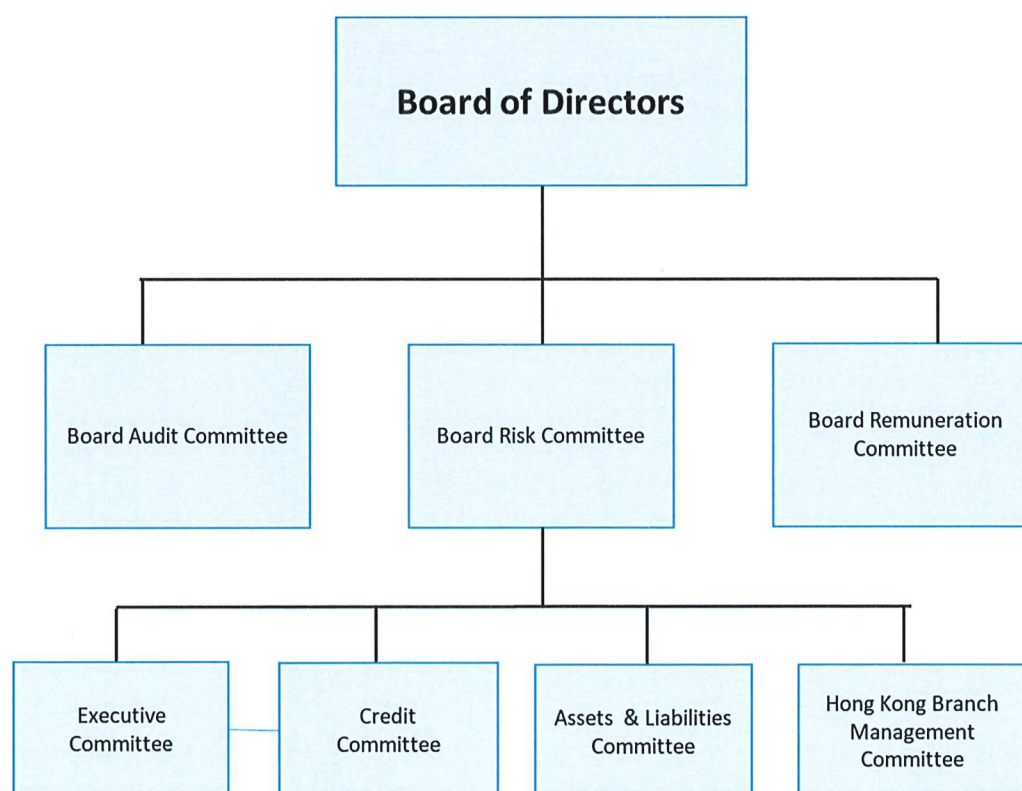 Board of Directors
Board Audit Committee
Board Risk Committee
Board Remuneration
Committee
Executive
Committee
Credit
Committee
Assets & Liabilities
Committee
Hong Kong Branch
Management
Committee